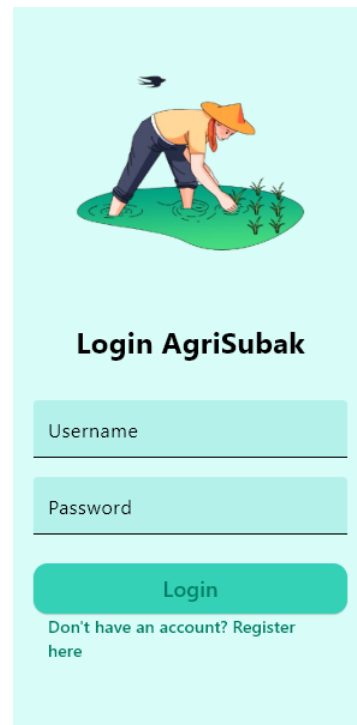 Login AgriSubak
Username
Password
Login
Don't have an account? Register
here